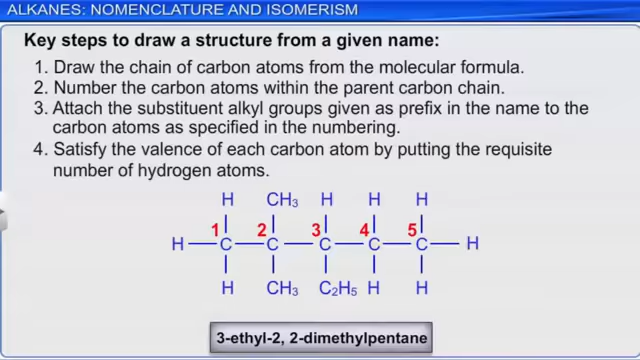 ALKANES: NOMENCLATURE AND ISOMERISM
Key steps to draw a structure from a given name:
1. Draw the chain of carbon atoms from the molecular formula.
2. Number the carbon atoms within the parent carbon chain.
3. Attach the substituent alkyl groups given as prefix in the name to the
carbon atoms as specified in the numbering.
4. Satisfy the valence of each carbon atom by putting the requisite
number of hydrogen atoms.
H CH₃ H H H
1 2 3 4 5
H C C C C C H
H CH₃ C₂H₅ H H
3-ethyl-2, 2-dimethylpentane